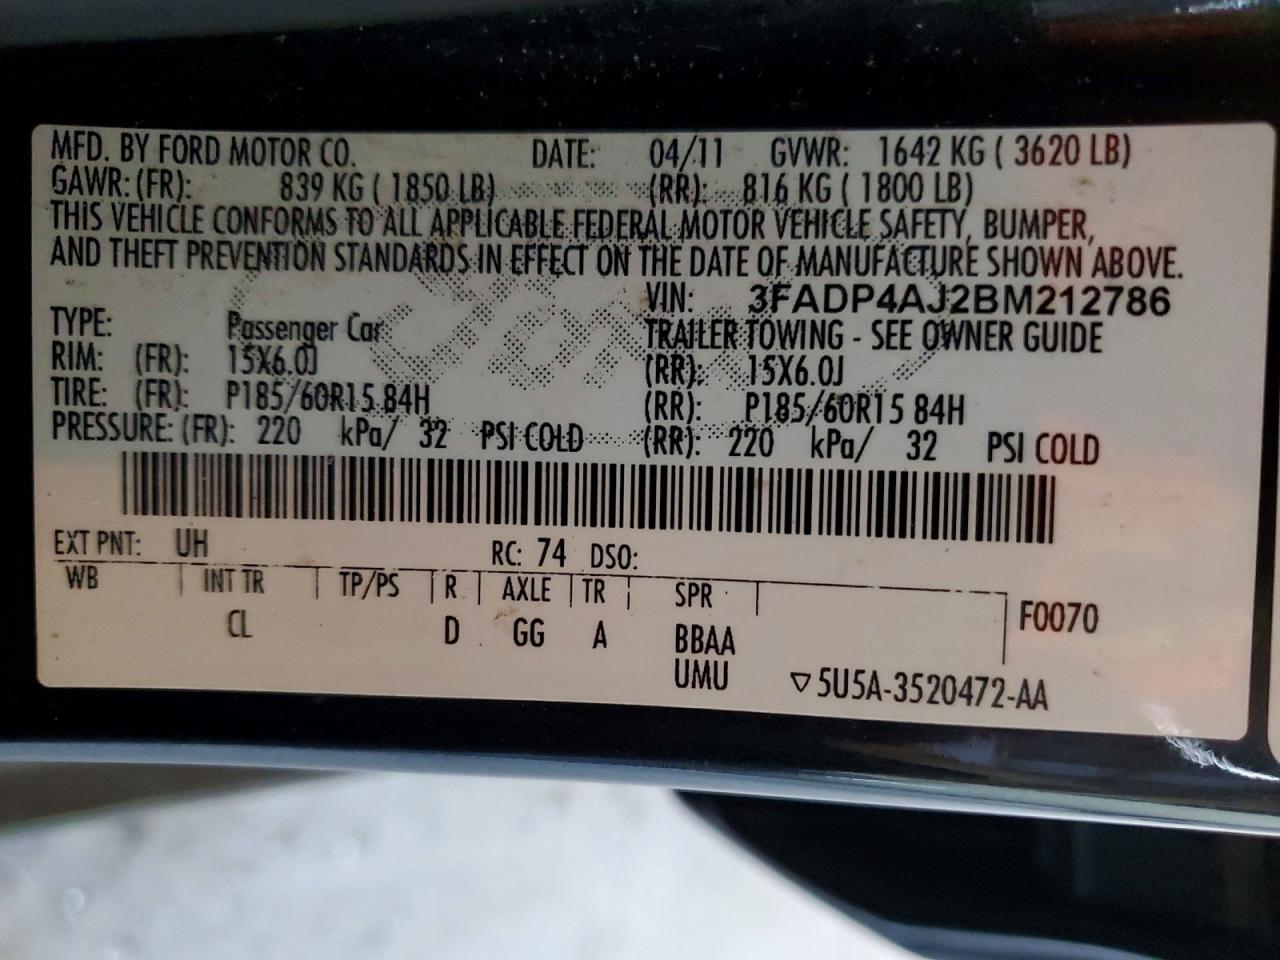 MFD. BY FORD MOTOR CO. DATE: 04/11 GVWR: 1642 KG ( 3620 LB)
GAWR: (FR): 839 KG ( 1850 LB) (RR): 816 KG ( 1800 LB)
THIS VEHICLE CONFORMS TO ALL APPLICABLE FEDERAL MOTOR VEHICLE SAFETY, BUMPER,
AND THEFT PREVENTION STANDARDS IN EFFECT ON THE DATE OF MANUFACTURE SHOWN ABOVE.
VIN: 3FADP4AJ2BM212786
TYPE: Passenger Car TRAILER TOWING - SEE OWNER GUIDE
RIM: (FR): 15X6.0J (RR): 15X6.0J
TIRE: (FR): P185/60R15 84H (RR): P185/60R15 84H
PRESSURE: (FR): 220 kPa/ 32 PSI COLD (RR): 220 kPa/ 32 PSI COLD
EXT PNT: UH RC: 74 DSO:
WB INT TR TP/PS R AXLE TR SPR F0070
CL D GG A BBAA
UMU ▽5U5A-3520472-AA
Ford